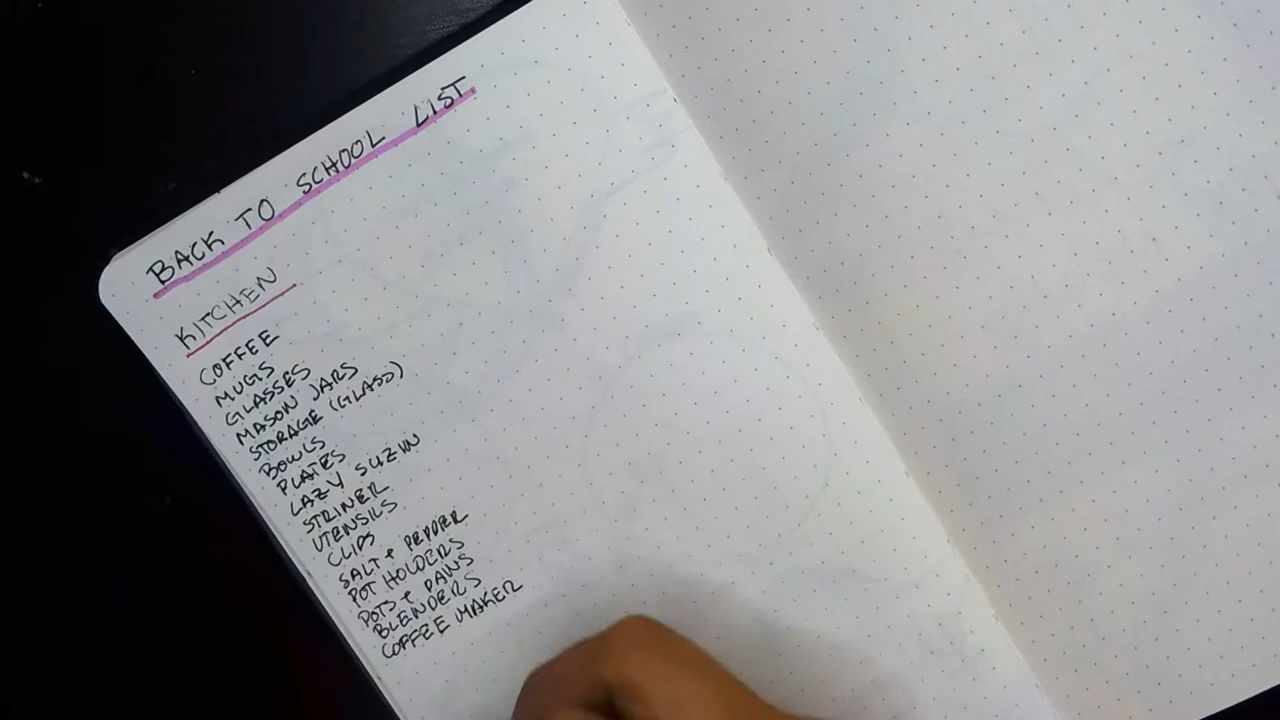 BACK TO SCHOOL LIST
KITCHEN
COFFEE
MUGS
GLASSES
MASON JARS
STORAGE (GLASS)
BOWLS
PLATES
LAZY SUZIN
STRINER
UTENSILS
CLIPS
SALT + PEPPER
POT HOLDERS
POTS + PANS
BLENDERS
COFFEE MAKER